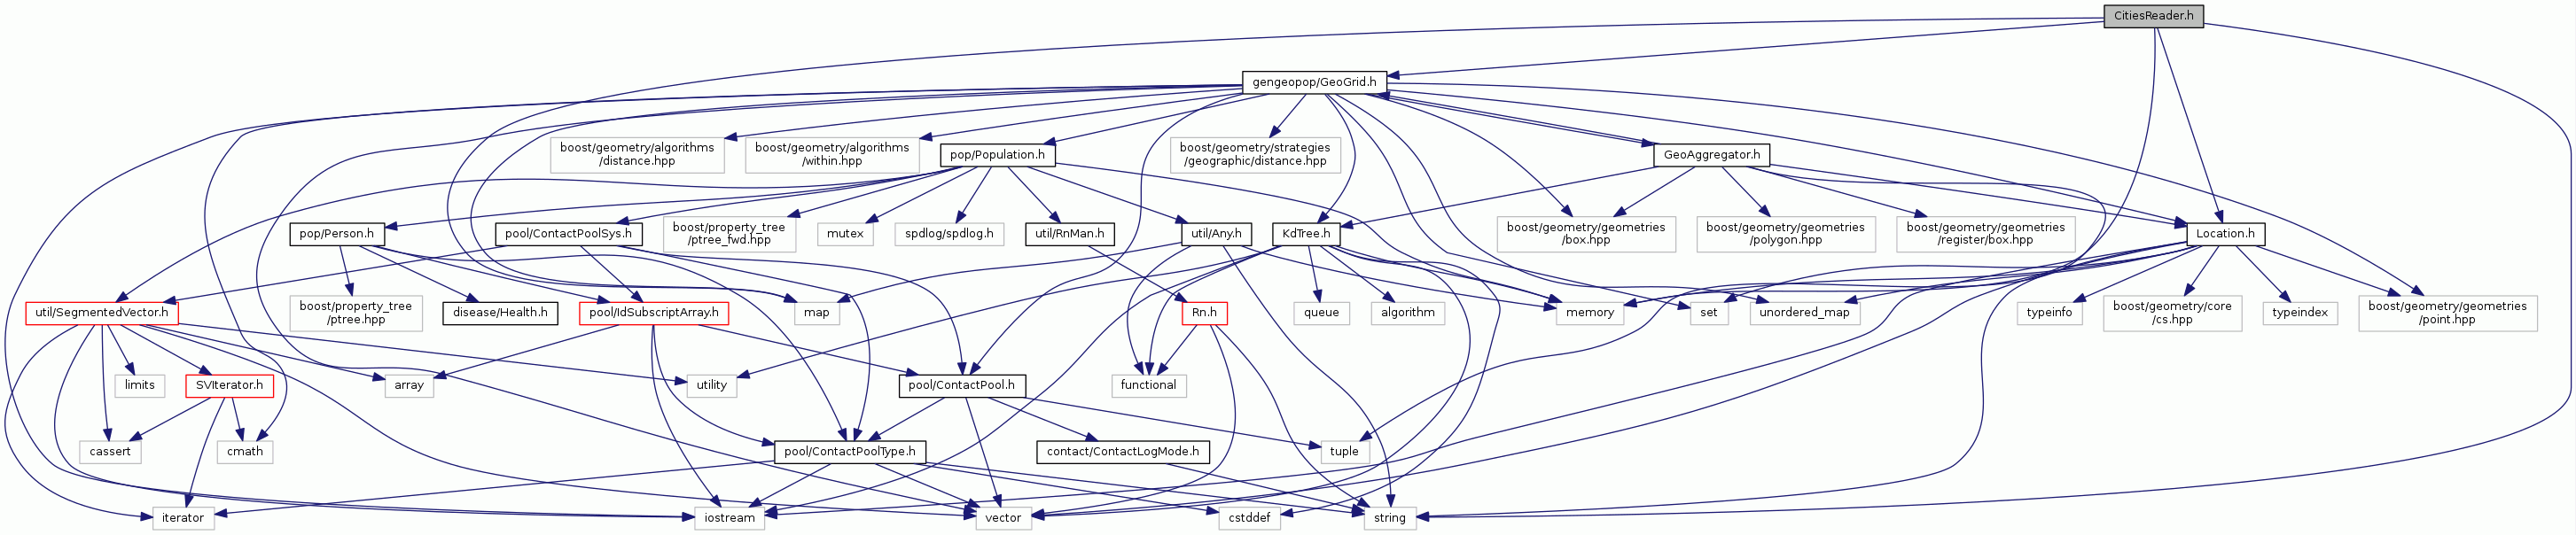 CitiesReader.h
gengeopop/GeoGrid.h
boost/geometry/algorithms
/distance.hpp
boost/geometry/algorithms
/within.hpp
pop/Population.h
boost/geometry/strategies
/geographic/distance.hpp
GeoAggregator.h
pop/Person.h
pool/ContactPoolSys.h
boost/property_tree
/ptree_fwd.hpp
mutex
spdlog/spdlog.h
util/RnMan.h
util/Any.h
KdTree.h
boost/geometry/geometries
/box.hpp
boost/geometry/geometries
/polygon.hpp
boost/geometry/geometries
/register/box.hpp
Location.h
util/SegmentedVector.h
boost/property_tree
/ptree.hpp
disease/Health.h
pool/IdSubscriptArray.h
map
Rn.h
queue
algorithm
memory
set
unordered_map
typeinfo
boost/geometry/core
/cs.hpp
typeindex
boost/geometry/geometries
/point.hpp
limits
SVIterator.h
array
utility
pool/ContactPool.h
functional
cassert
cmath
pool/ContactPoolType.h
contact/ContactLogMode.h
tuple
iterator
iostream
vector
cstddef
string